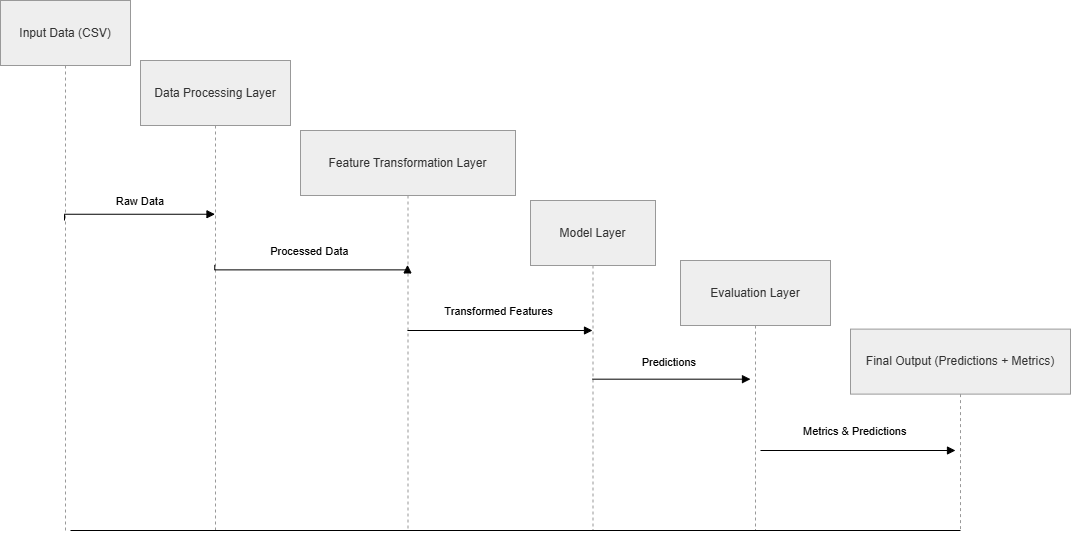 Input Data (CSV)
Data Processing Layer
Feature Transformation Layer
Raw Data
Model Layer
Processed Data
Evaluation Layer
Transformed Features
Final Output (Predictions + Metrics)
Predictions
Metrics & Predictions